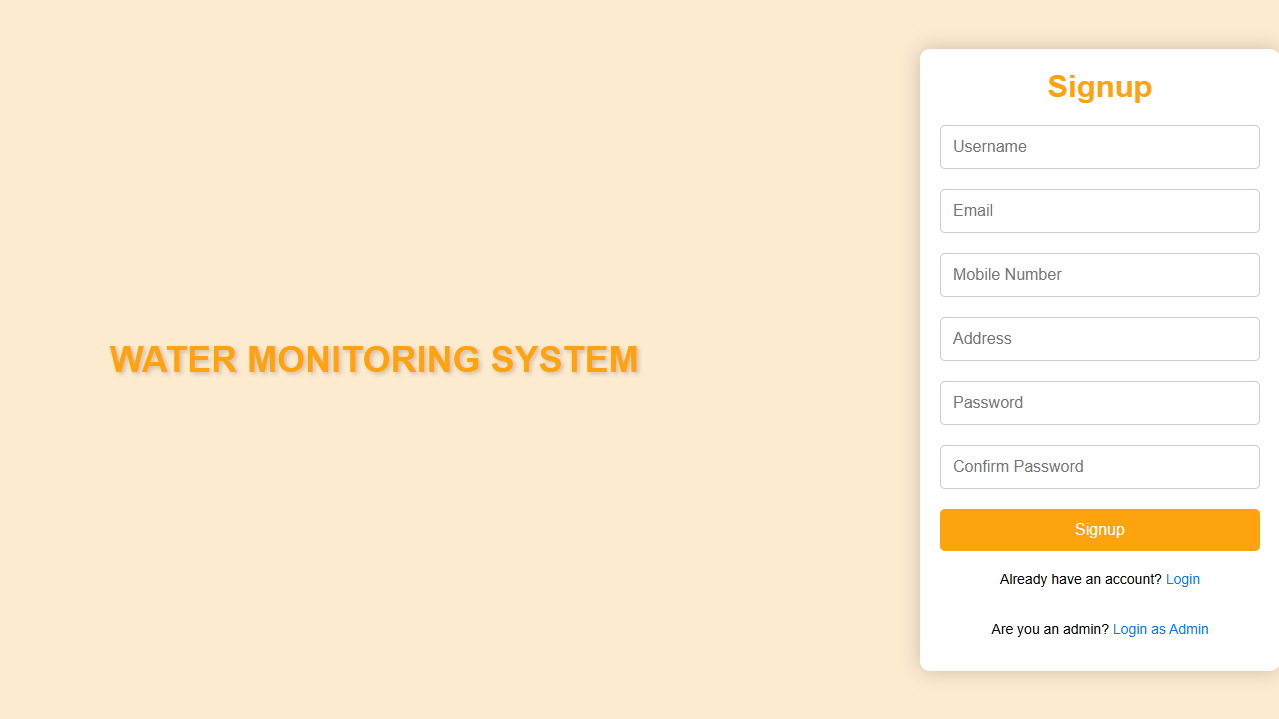 WATER MONITORING SYSTEM
Signup
Username
Email
Mobile Number
Address
Password
Confirm Password
Signup
Already have an account? Login
Are you an admin? Login as Admin